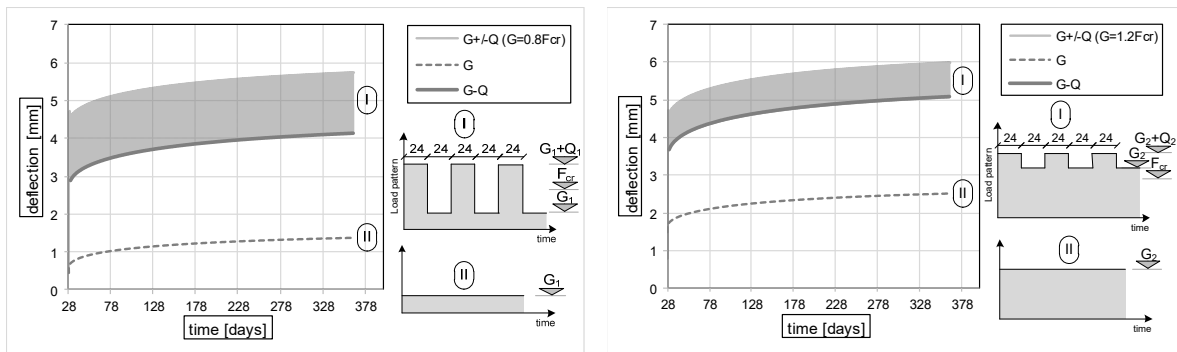 7
6
5
4
3
2
1
0
deflection [mm]
28 78 128 178 228 278 328 378
time [days]
I
II
G+/-Q (G=0.8Fcr)
G
G-Q
I
24 24 24 24 24
G1+Q1
Fcr
G1
Load pattern
time
II
G1
time
7
6
5
4
3
2
1
0
deflection [mm]
28 78 128 178 228 278 328 378
time [days]
I
II
G+/-Q (G=1.2Fcr)
G
G-Q
I
24 24 24 24 24
G2+Q2
G2
Fcr
Load pattern
time
II
G2
time